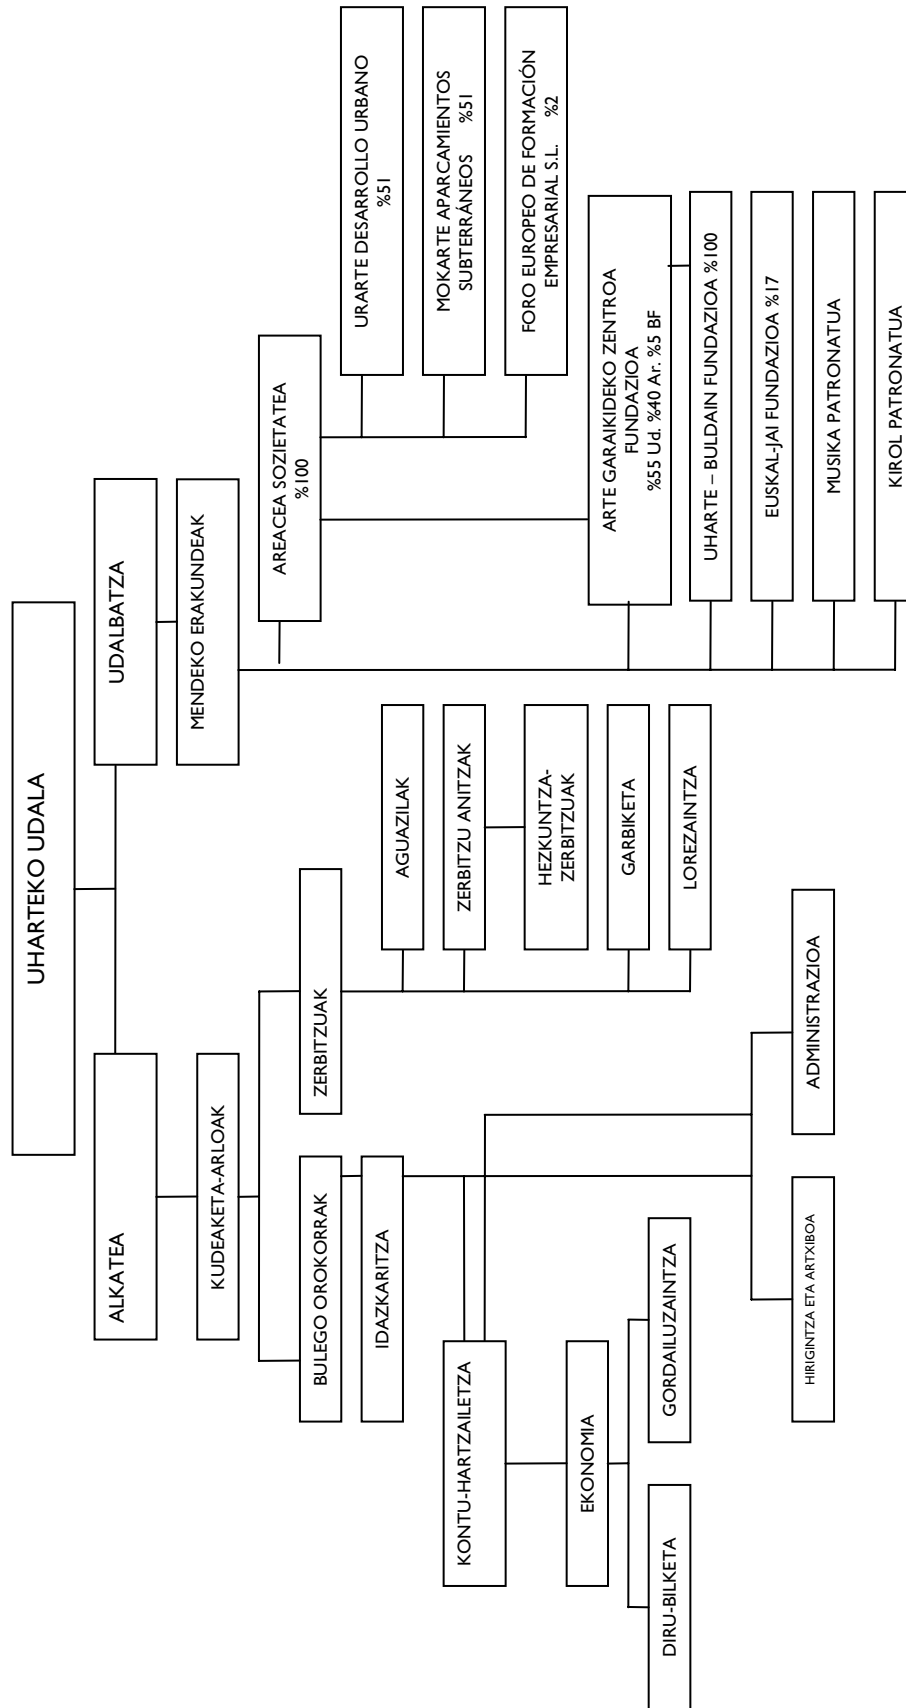 UHARTEKO UDALA
ALKATEA
UDALBATZA
KUDEAKETA-ARLOAK
MENDEKO ERAKUNDEAK
BULEGO OROKORRAK
ZERBITZUAK
AREACEA SOZIETATEA
%100
IDAZKARITZA
AGUAZILAK
URARTE DESARROLLO URBANO
%51
KONTU-HARTZAILETZA
ZERBITZU ANITZAK
MOKARTE APARCAMIENTOS
SUBTERRÁNEOS %51
HEZKUNTZA-
ZERBITZUAK
FORO EUROPEO DE FORMACIÓN
EMPRESARIAL S.L. %2
EKONOMIA
GARBIKETA
ARTE GARAIKIDEKO ZENTROA
FUNDAZIOA
%55 Ud. %40 Ar. %5 BF
DIRU-BILKETA
GORDAILUZAINTZA
LOREZAINTZA
UHARTE – BULDAIN FUNDAZIOA %100
EUSKAL-JAI FUNDAZIOA %17
HIRIGINTZA ETA ARTXIBOA
ADMINISTRAZIOA
MUSIKA PATRONATUA
KIROL PATRONATUA